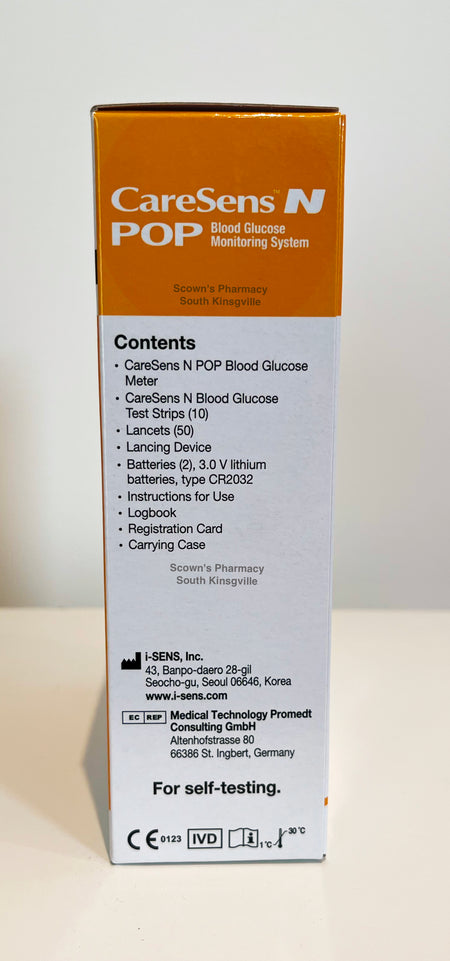 CareSens™ N
POP Blood Glucose
Monitoring System
Scown's Pharmacy
South Kinsgville
Contents
• CareSens N POP Blood Glucose
Meter
• CareSens N Blood Glucose
Test Strips (10)
• Lancets (50)
• Lancing Device
• Batteries (2), 3.0 V lithium
batteries, type CR2032
• Instructions for Use
• Logbook
• Registration Card
• Carrying Case
Scown's Pharmacy
South Kinsgville
i-SENS, Inc.
43, Banpo-daero 28-gil
Seocho-gu, Seoul 06646, Korea
www.i-sens.com
EC REP Medical Technology Promedt
Consulting GmbH
Altenhofstrasse 80
66386 St. Ingbert, Germany
For self-testing.
CE 0123 IVD i 1°C 30°C